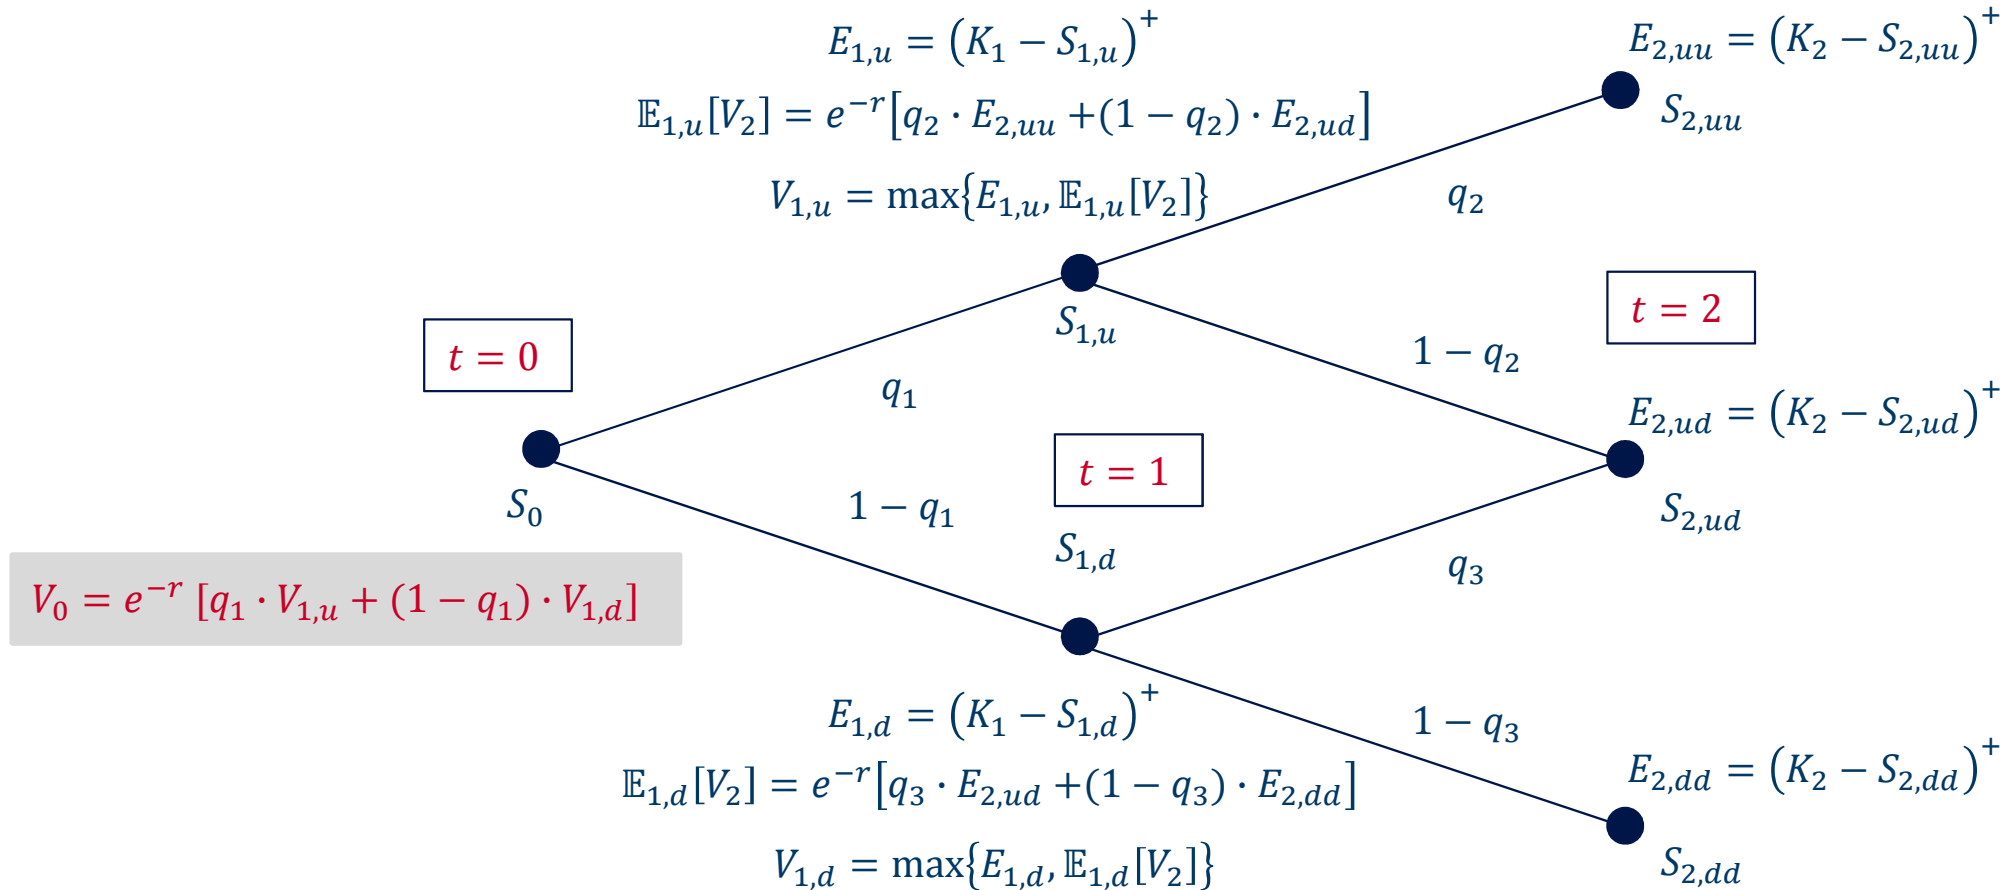 E_{1,u} = (K_1 − S_{1,u})^+
𝔼_{1,u}[V_2] = e^{−r}[q_2 · E_{2,uu} +(1 − q_2) · E_{2,ud}]
V_{1,u} = max{E_{1,u}, 𝔼_{1,u}[V_2]}
E_{2,uu} = (K_2 − S_{2,uu})^+
S_{2,uu}
q_2
t = 0
S_{1,u}
t = 2
q_1
1 − q_2
E_{2,ud} = (K_2 − S_{2,ud})^+
t = 1
S_0
1 − q_1
S_{2,ud}
S_{1,d}
q_3
V_0 = e^{−r} [q_1 · V_{1,u} + (1 − q_1) · V_{1,d}]
E_{1,d} = (K_1 − S_{1,d})^+
1 − q_3
𝔼_{1,d}[V_2] = e^{−r}[q_3 · E_{2,ud} +(1 − q_3) · E_{2,dd}]
V_{1,d} = max{E_{1,d}, 𝔼_{1,d}[V_2]}
E_{2,dd} = (K_2 − S_{2,dd})^+
S_{2,dd}